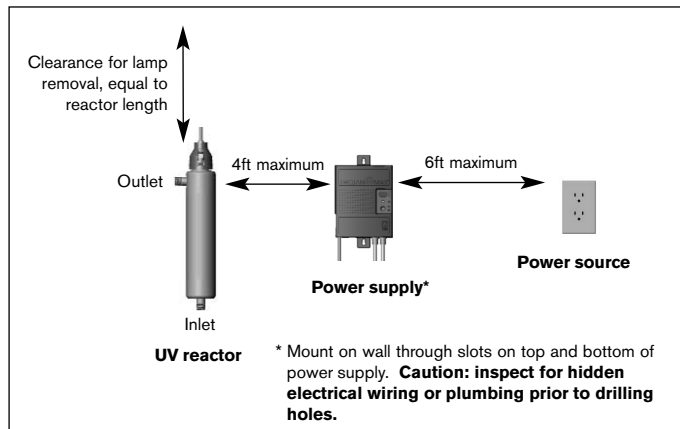 Clearance for lamp
removal, equal to
reactor length
4ft maximum
6ft maximum
Outlet
Power source
Power supply*
Inlet
UV reactor
* Mount on wall through slots on top and bottom of
power supply. Caution: inspect for hidden
electrical wiring or plumbing prior to drilling
holes.